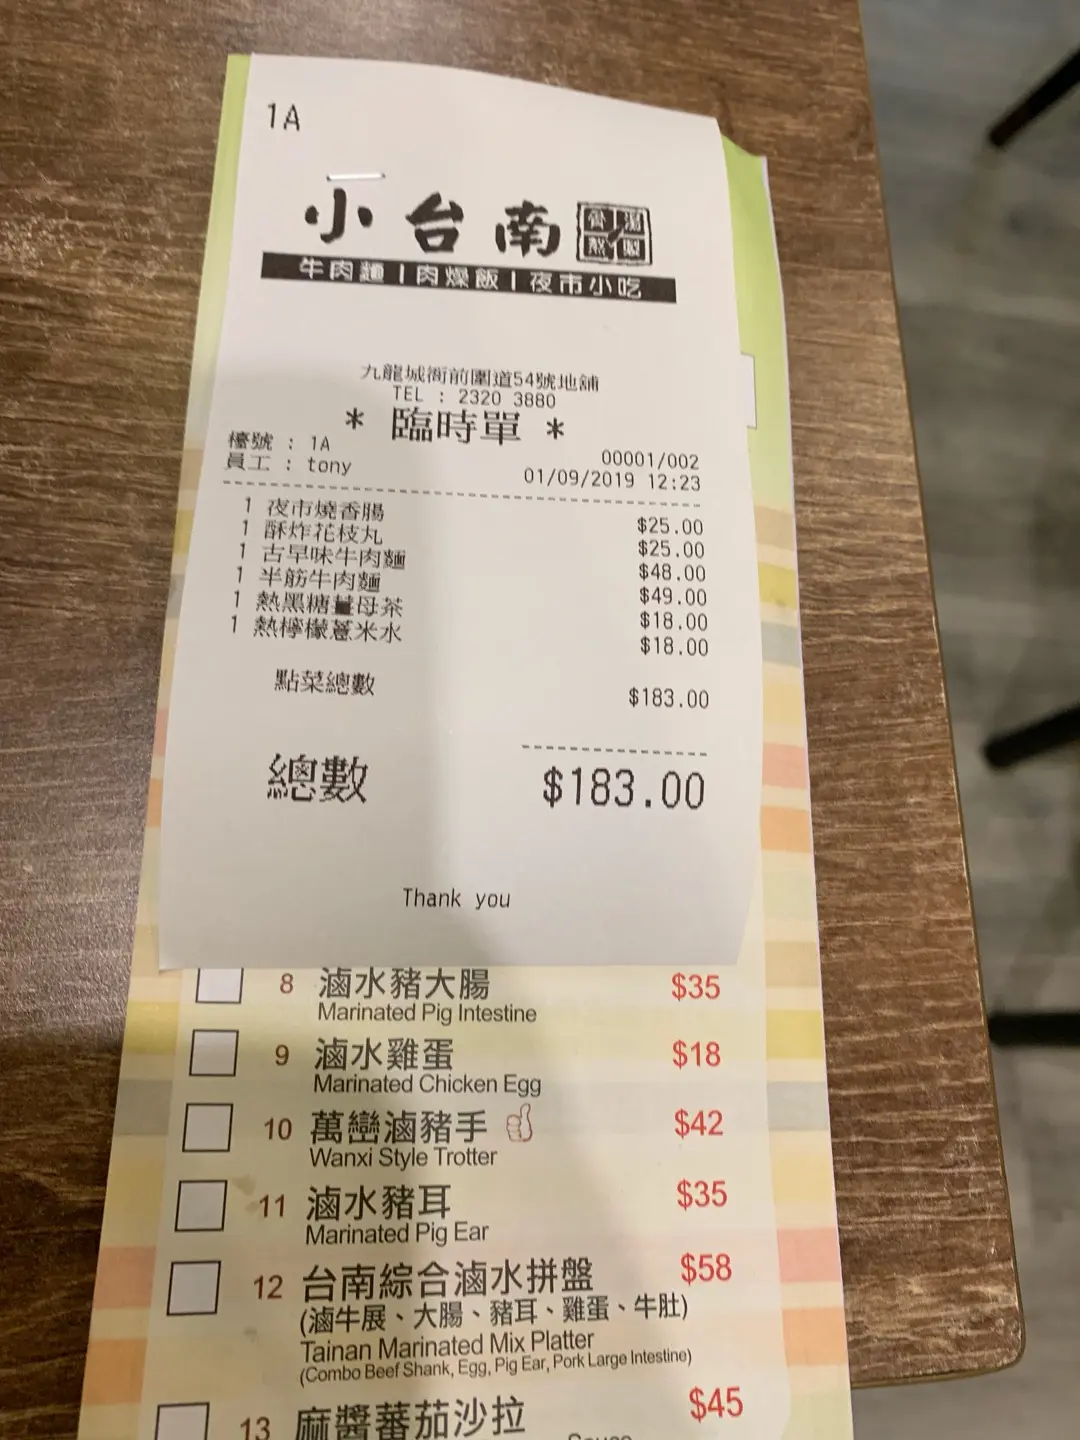 1A
小台南 骨湯熬製
牛肉麵 | 肉燥飯 | 夜市小吃
九龍城衙前圍道54號地舖
TEL : 2320 3880
* 臨時單 *
檯號 : 1A
00001/002
員工 : tony
01/09/2019 12:23
1 夜市燒香腸 $25.00
1 酥炸花枝丸 $25.00
1 古早味牛肉麵 $48.00
1 半筋牛肉麵 $49.00
1 熱黑糖薑母茶 $18.00
1 熱檸檬薏米水 $18.00
點菜總數 $183.00
總數 $183.00
Thank you
8 滷水豬大腸 $35
Marinated Pig Intestine
9 滷水雞蛋 $18
Marinated Chicken Egg
10 萬巒滷豬手 $42
Wanxi Style Trotter
11 滷水豬耳 $35
Marinated Pig Ear
12 台南綜合滷水拼盤 $58
(滷牛展、大腸、豬耳、雞蛋、牛肚)
Tainan Marinated Mix Platter
(Combo Beef Shank, Egg, Pig Ear, Pork Large Intestine)
13 麻醬蕃茄沙拉 $45